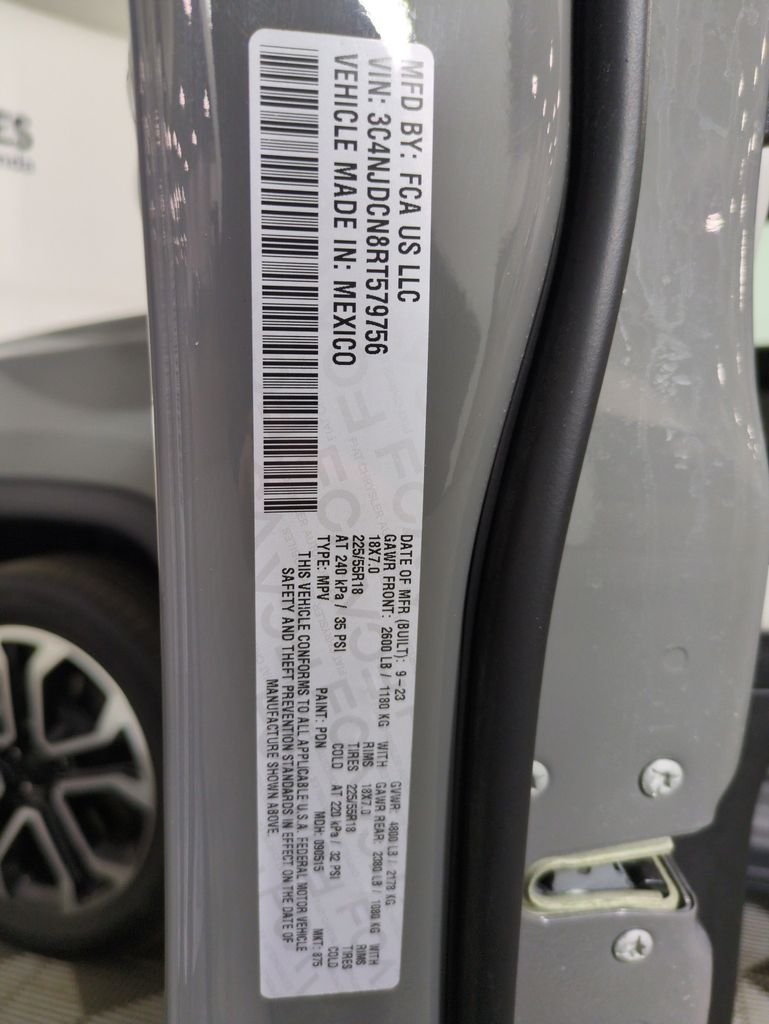 MFD BY: FCA US LLC
VIN: 3C4NJDCN8RT579756
VEHICLE MADE IN: MEXICO
DATE OF MFR (BUILT): 9-23 GVWR: 4800 LB / 2178 KG
GAWR FRONT: 2600 LB / 1180 KG WITH GAWR REAR: 2380 LB / 1080 KG WITH
18X7.0 RIMS 18X7.0 RIMS
225/55R18 TIRES 225/55R18 TIRES
AT 240 kPa / 35 PSI COLD AT 220 kPa / 32 PSI COLD
TYPE: MPV PAINT: PDN MDH: 090515 MKT: 875
THIS VEHICLE CONFORMS TO ALL APPLICABLE U.S.A. FEDERAL MOTOR VEHICLE
SAFETY AND THEFT PREVENTION STANDARDS IN EFFECT ON THE DATE OF
MANUFACTURE SHOWN ABOVE.